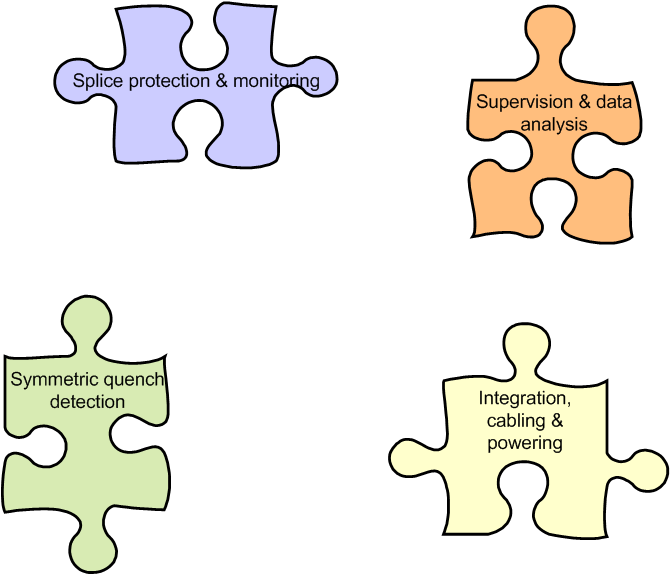 Splice protection & monitoring
Supervision & data
analysis
Symmetric quench
detection
Integration,
cabling &
powering